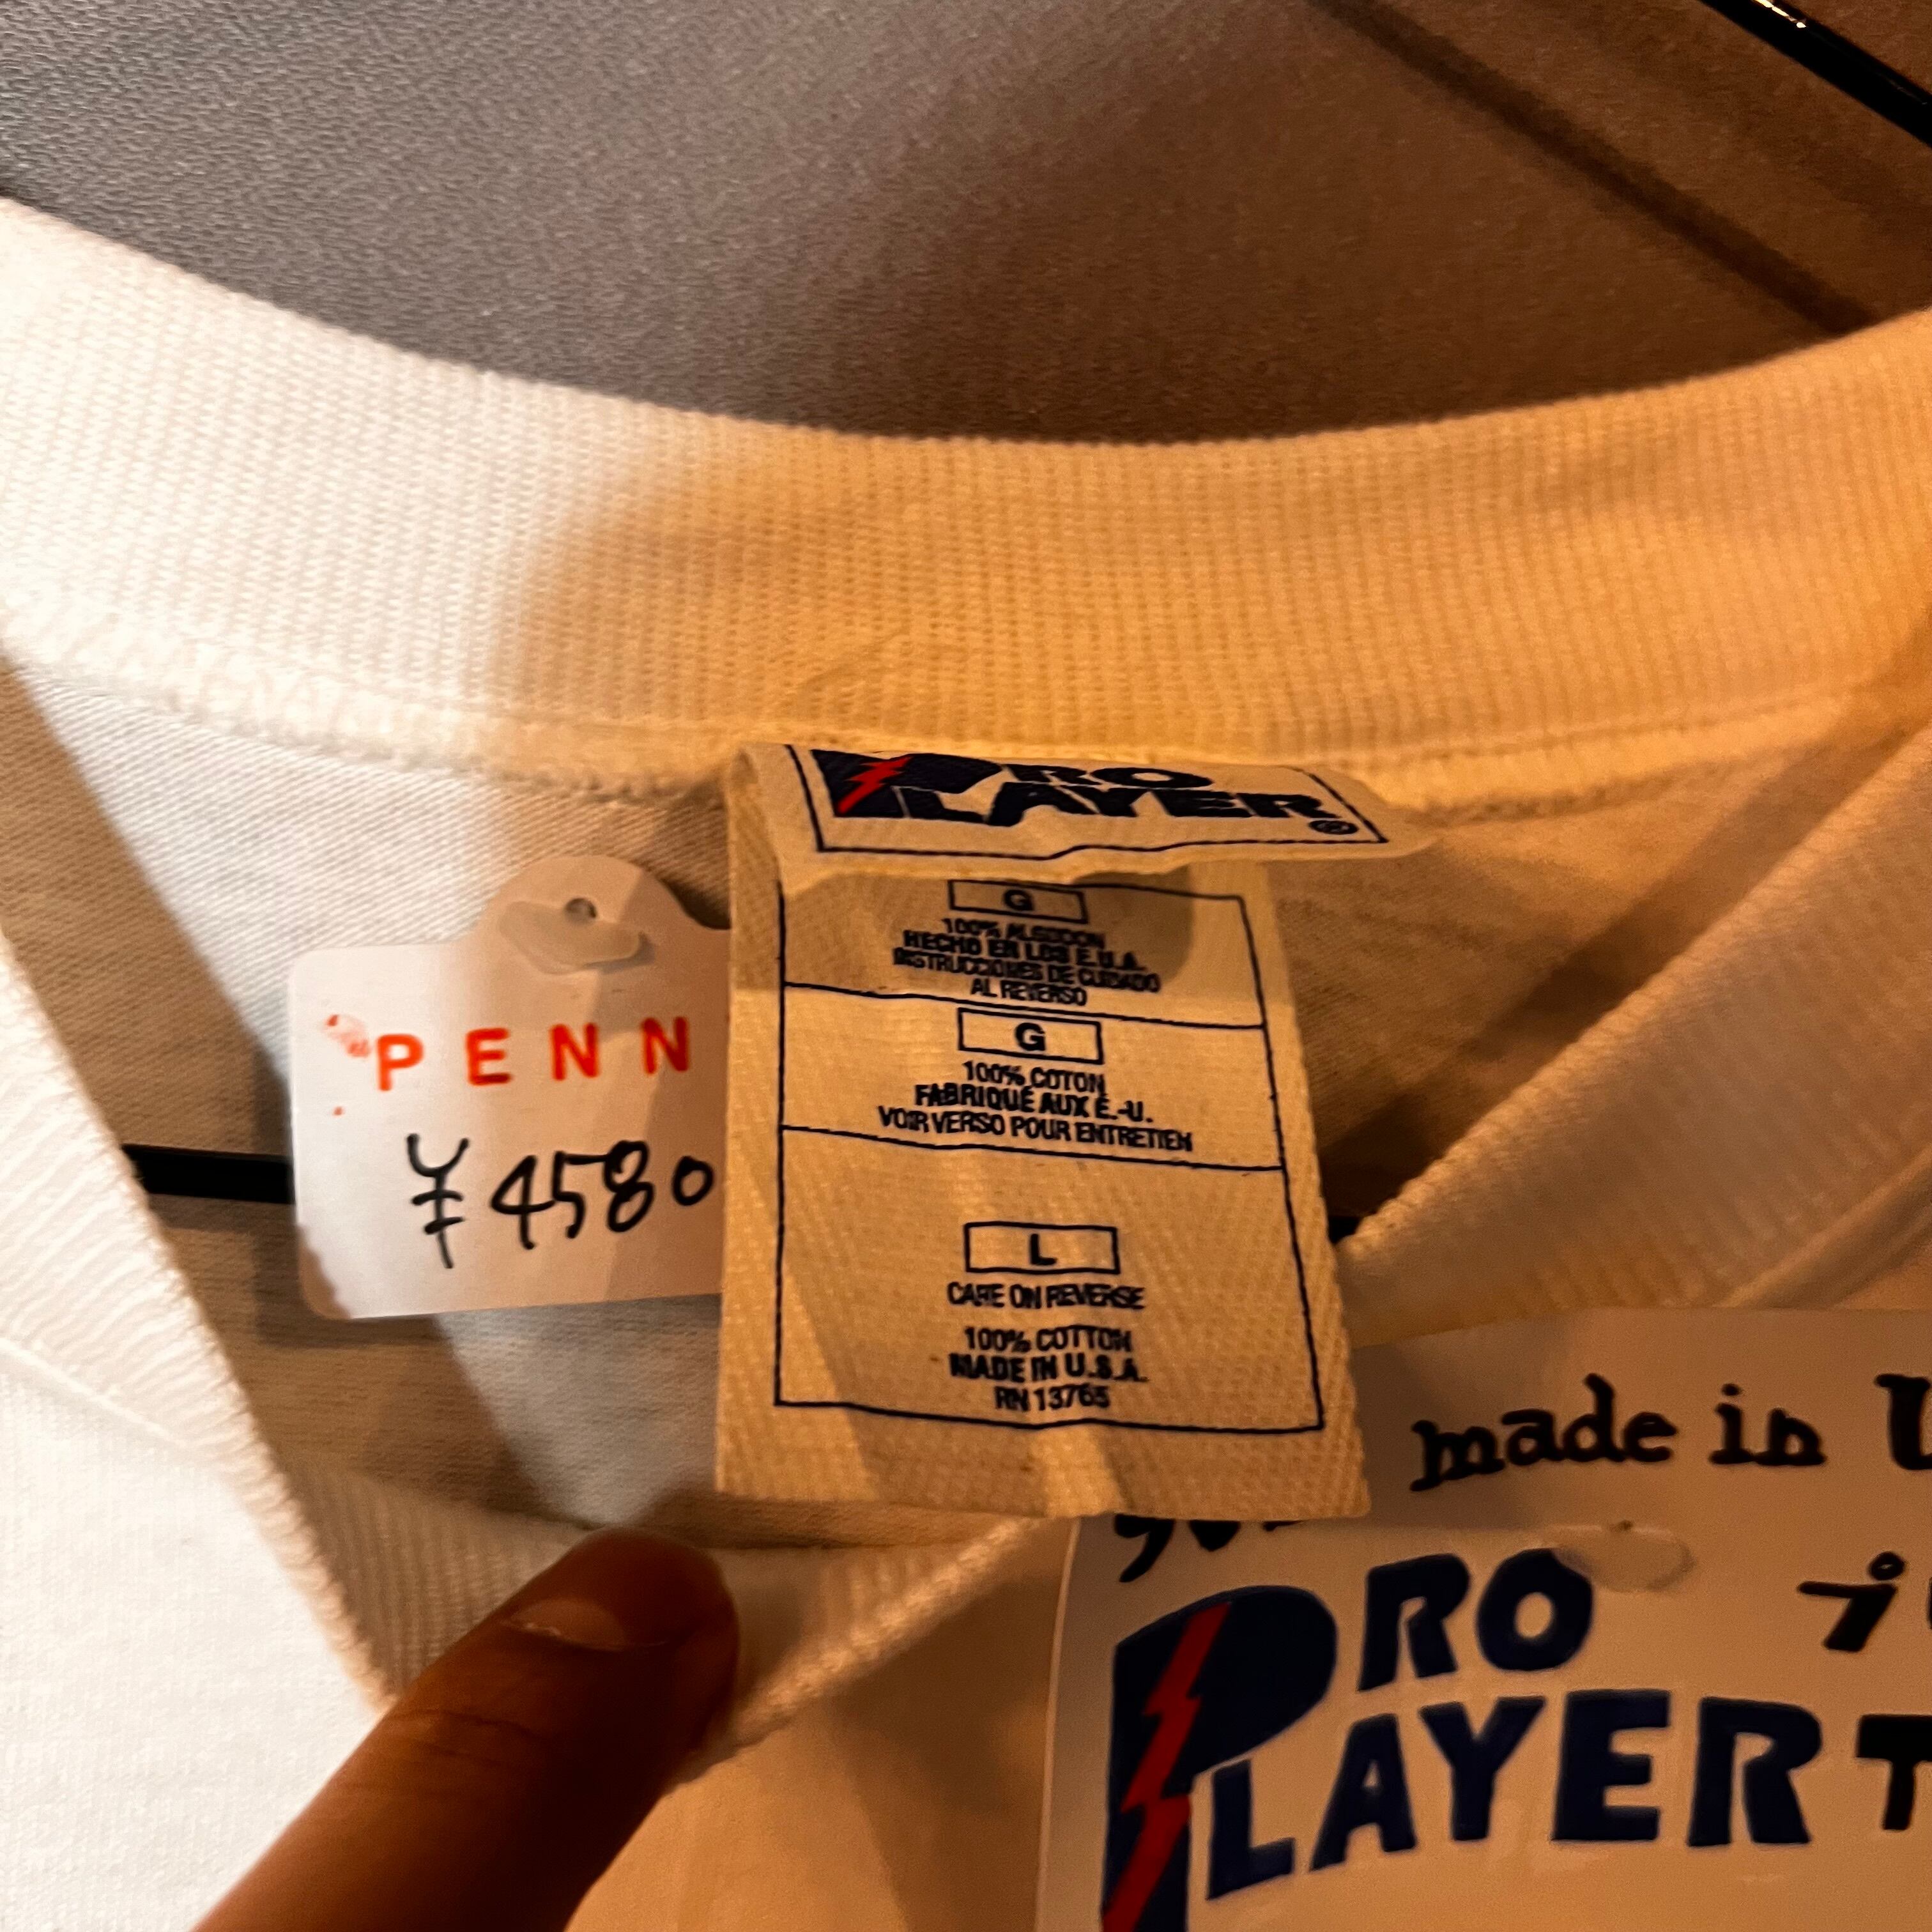 PRO
PLAYER®
G
100% ALGODON
HECHO EN LOS E.U.A.
INSTRUCCIONES DE CUIDADO
AL REVERSO
G
100% COTON
FABRIQUÉ AUX É.-U.
VOIR VERSO POUR ENTRETIEN
L
CARE ON REVERSE
100% COTTON
MADE IN U.S.A.
RN 13765
PENN
¥4580
made in
PRO
PLAYER T